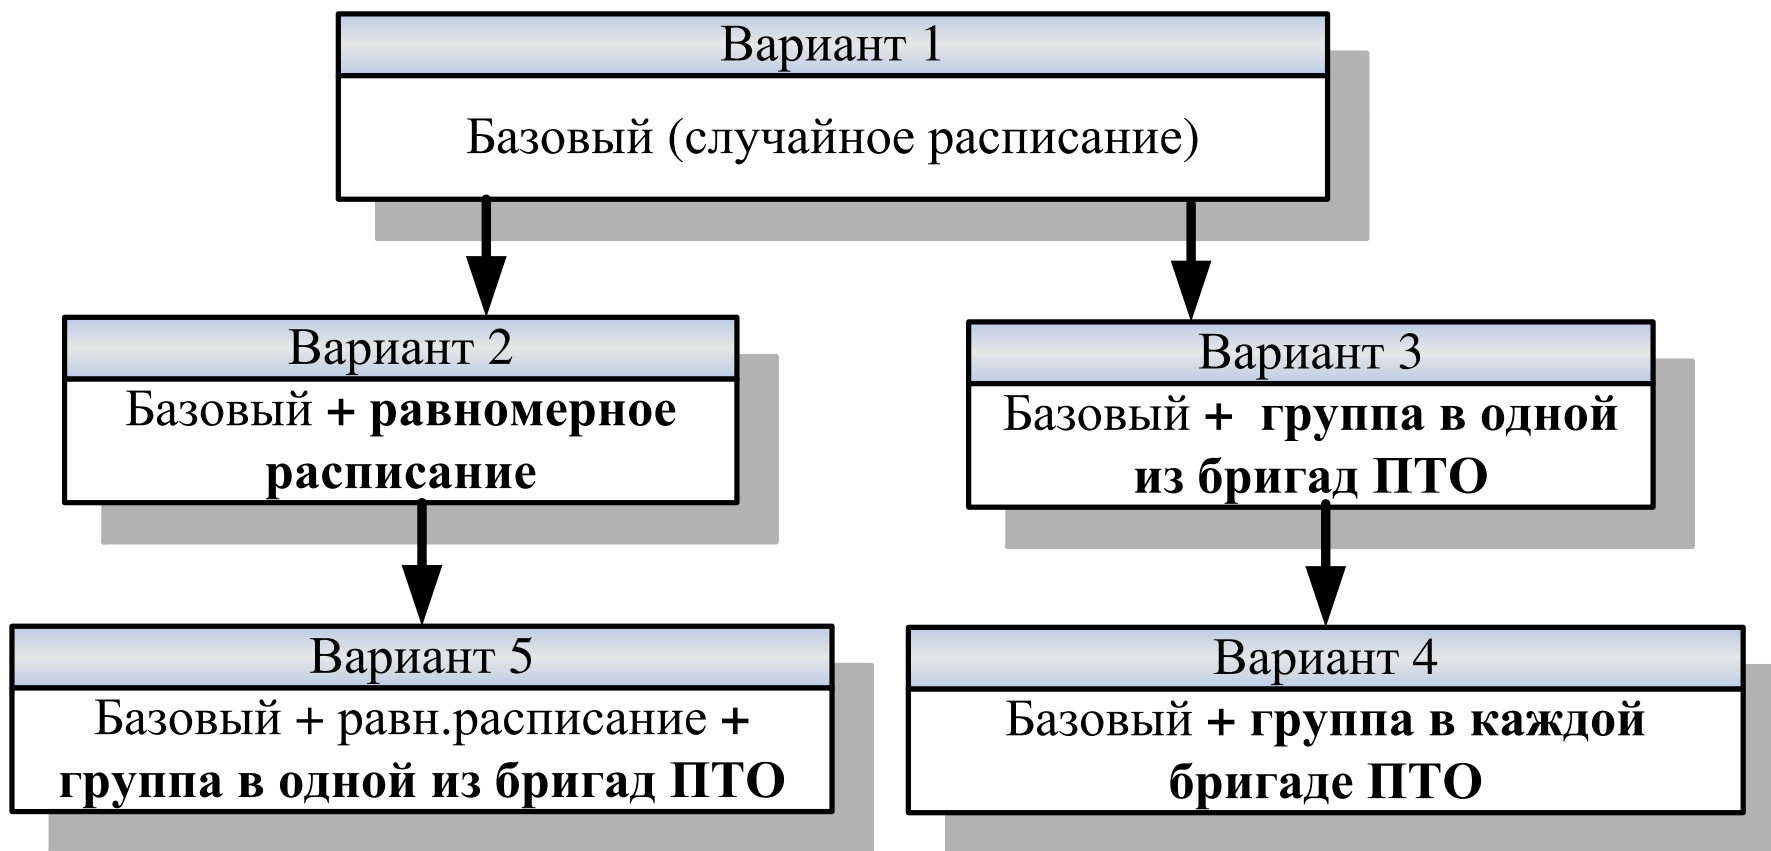 Вариант 1
Базовый (случайное расписание)
Вариант 2
Базовый + равномерное
расписание
Вариант 3
Базовый + группа в одной
из бригад ПТО
Вариант 5
Базовый + равн.расписание +
группа в одной из бригад ПТО
Вариант 4
Базовый + группа в каждой
бригаде ПТО